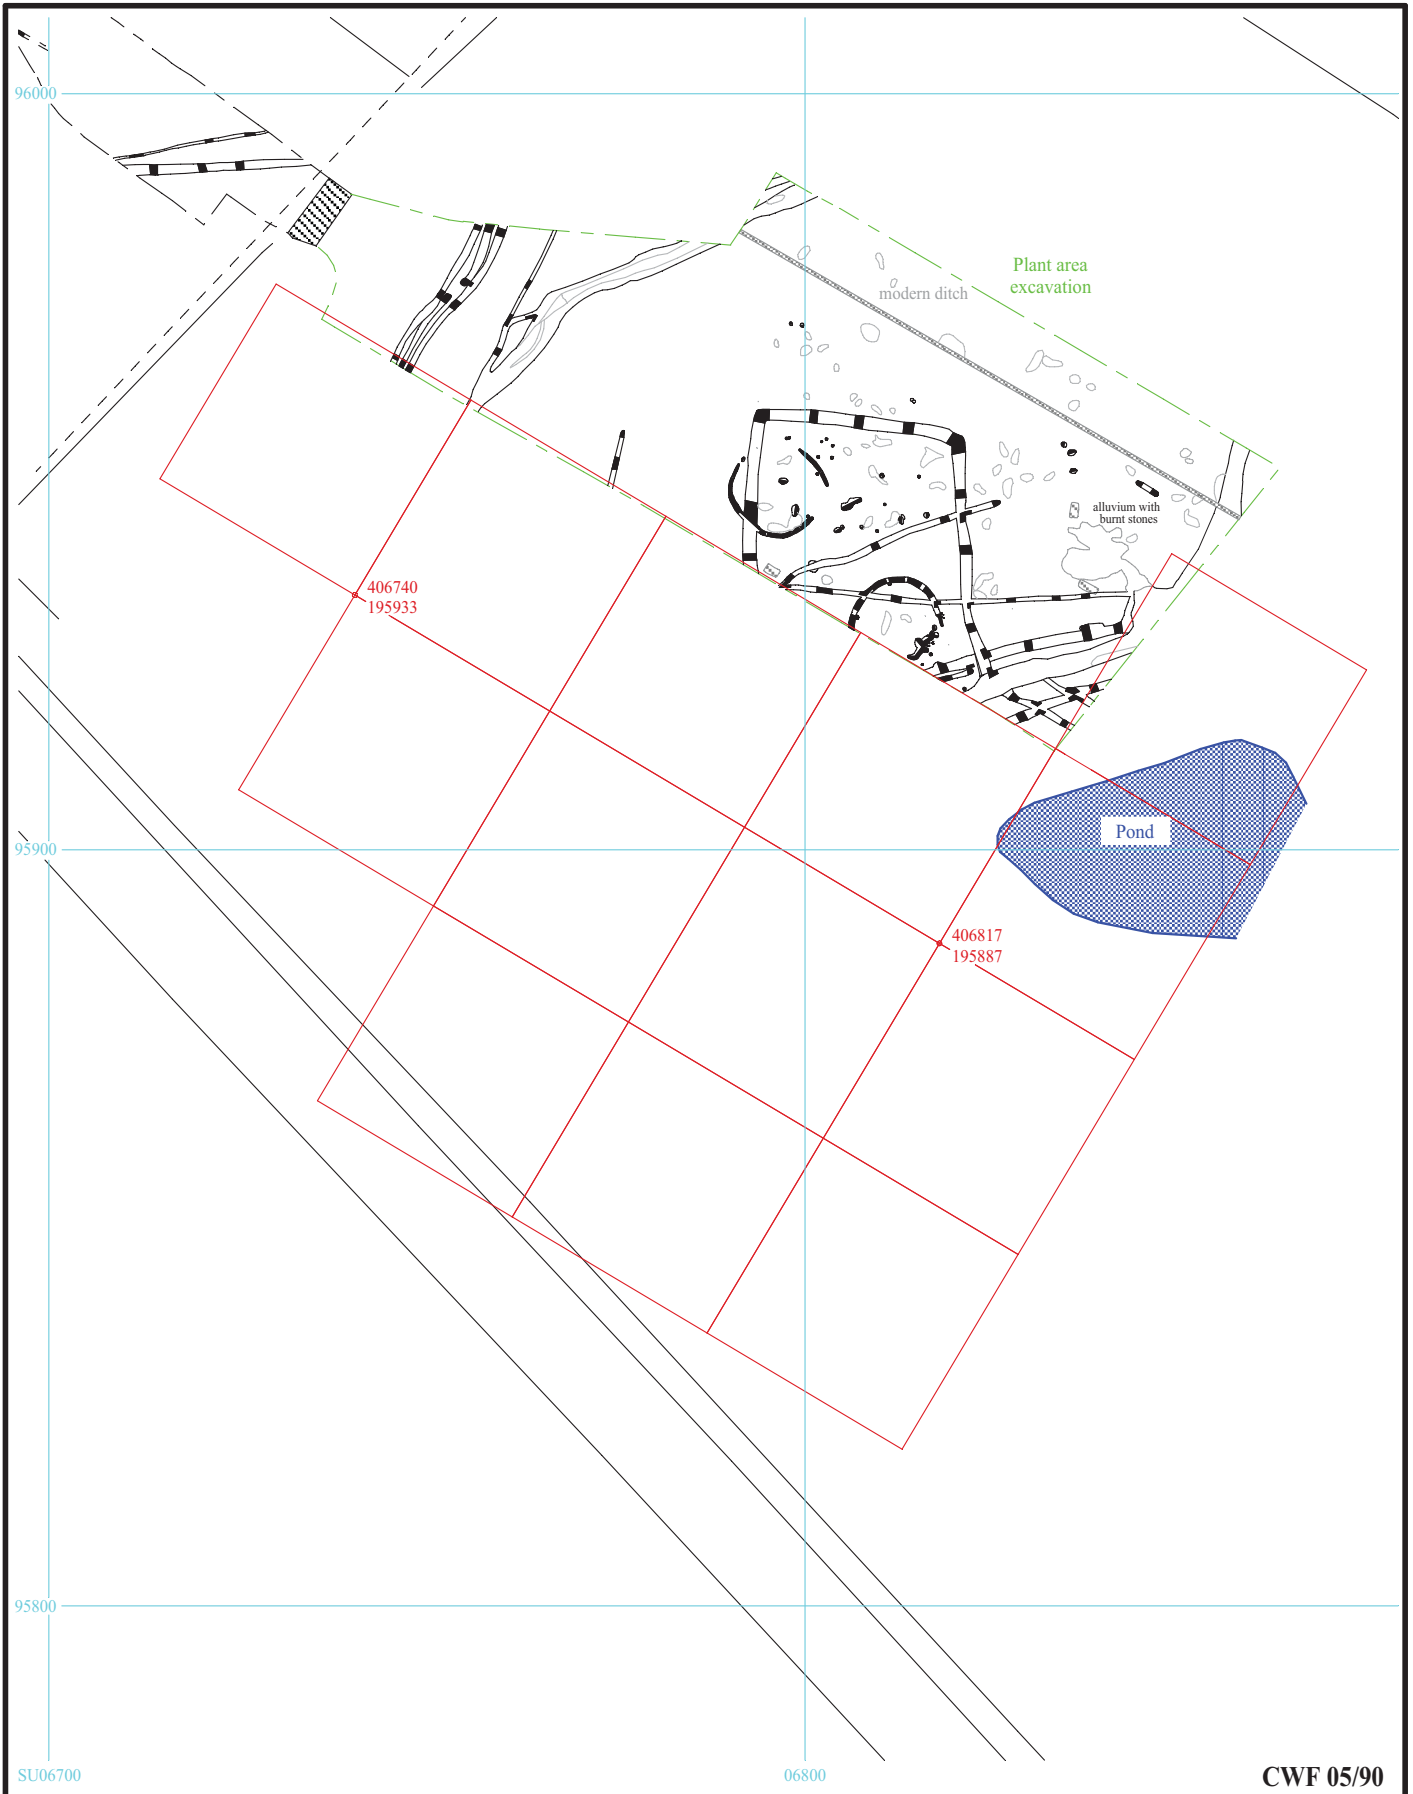 96000
Plant area
excavation
modern ditch
alluvium with
burnt stones
406740
195933
Pond
95900
406817
195887
95800
SU06700
06800
CWF 05/90